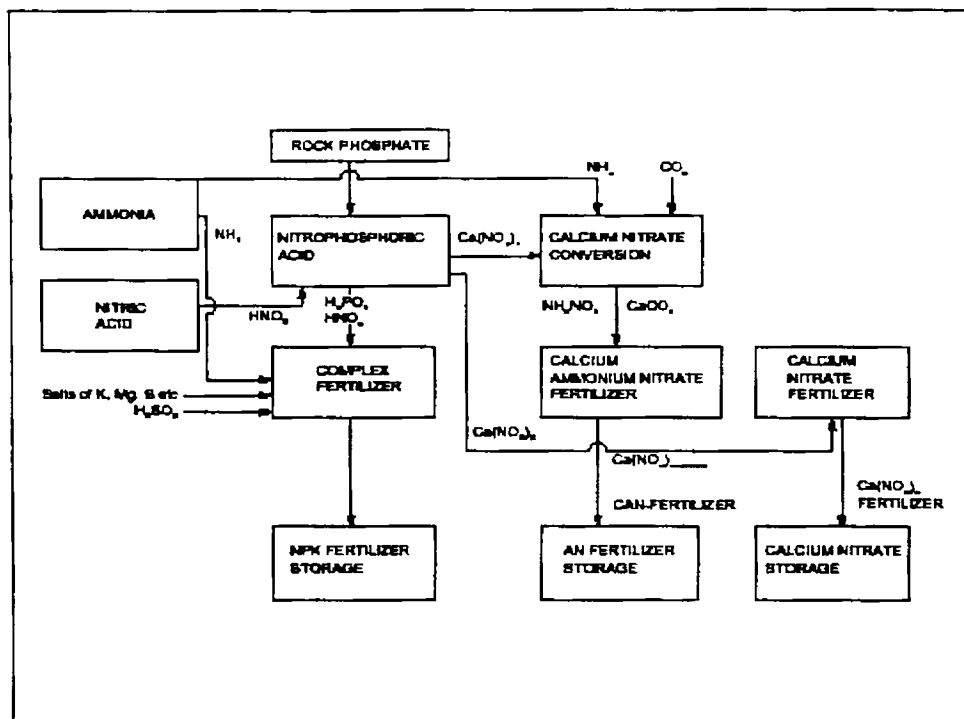 ROCK PHOSPHATE
AMMONIA
NH₃
CO₂
NH₃
NITROPHOSPHORIC
ACID
Ca(NO₃)₂
CALCIUM NITRATE
CONVERSION
NITRIC
ACID
HNO₃
H₃PO₄
HNO₃
NH₄NO₃
CaCO₃
COMPLEX
FERTILIZER
CALCIUM
AMMONIUM NITRATE
FERTILIZER
CALCIUM
NITRATE
FERTILIZER
Salts of K, Mg, S etc
H₂SO₄
Ca(NO₃)₂
Ca(NO₃)
CAN-FERTILIZER
Ca(NO₃)₂
FERTILIZER
NPK FERTILIZER
STORAGE
AN FERTILIZER
STORAGE
CALCIUM NITRATE
STORAGE